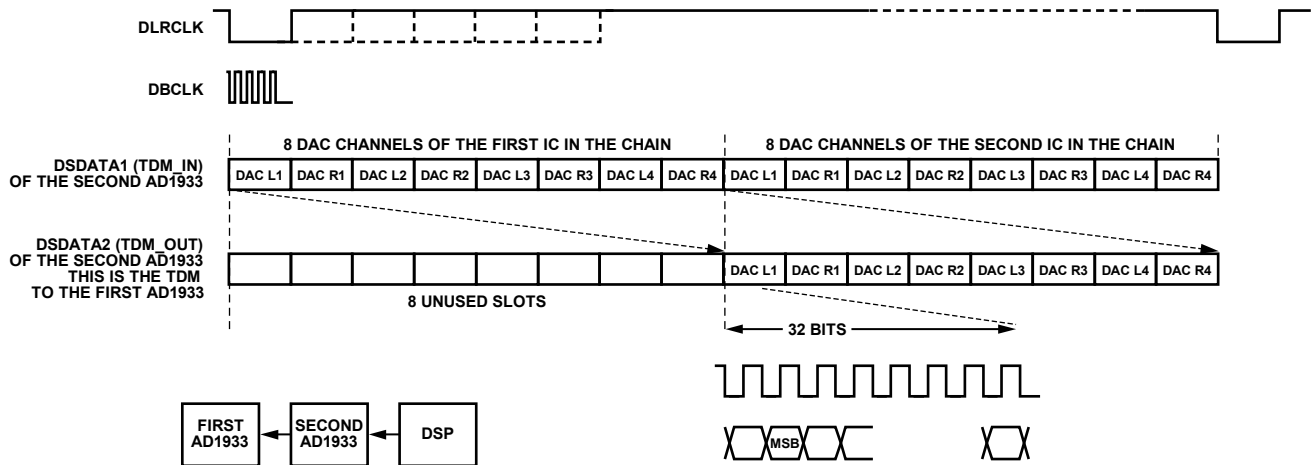 DLRCLK
DBCLK
8 DAC CHANNELS OF THE FIRST IC IN THE CHAIN 8 DAC CHANNELS OF THE SECOND IC IN THE CHAIN
DSDATA1 (TDM_IN)
OF THE SECOND AD1933
DAC L1 DAC R1 DAC L2 DAC R2 DAC L3 DAC R3 DAC L4 DAC R4 DAC L1 DAC R1 DAC L2 DAC R2 DAC L3 DAC R3 DAC L4 DAC R4
DSDATA2 (TDM_OUT)
OF THE SECOND AD1933
THIS IS THE TDM
TO THE FIRST AD1933
DAC L1 DAC R1 DAC L2 DAC R2 DAC L3 DAC R3 DAC L4 DAC R4
8 UNUSED SLOTS
32 BITS
FIRST
AD1933
SECOND
AD1933
DSP
MSB